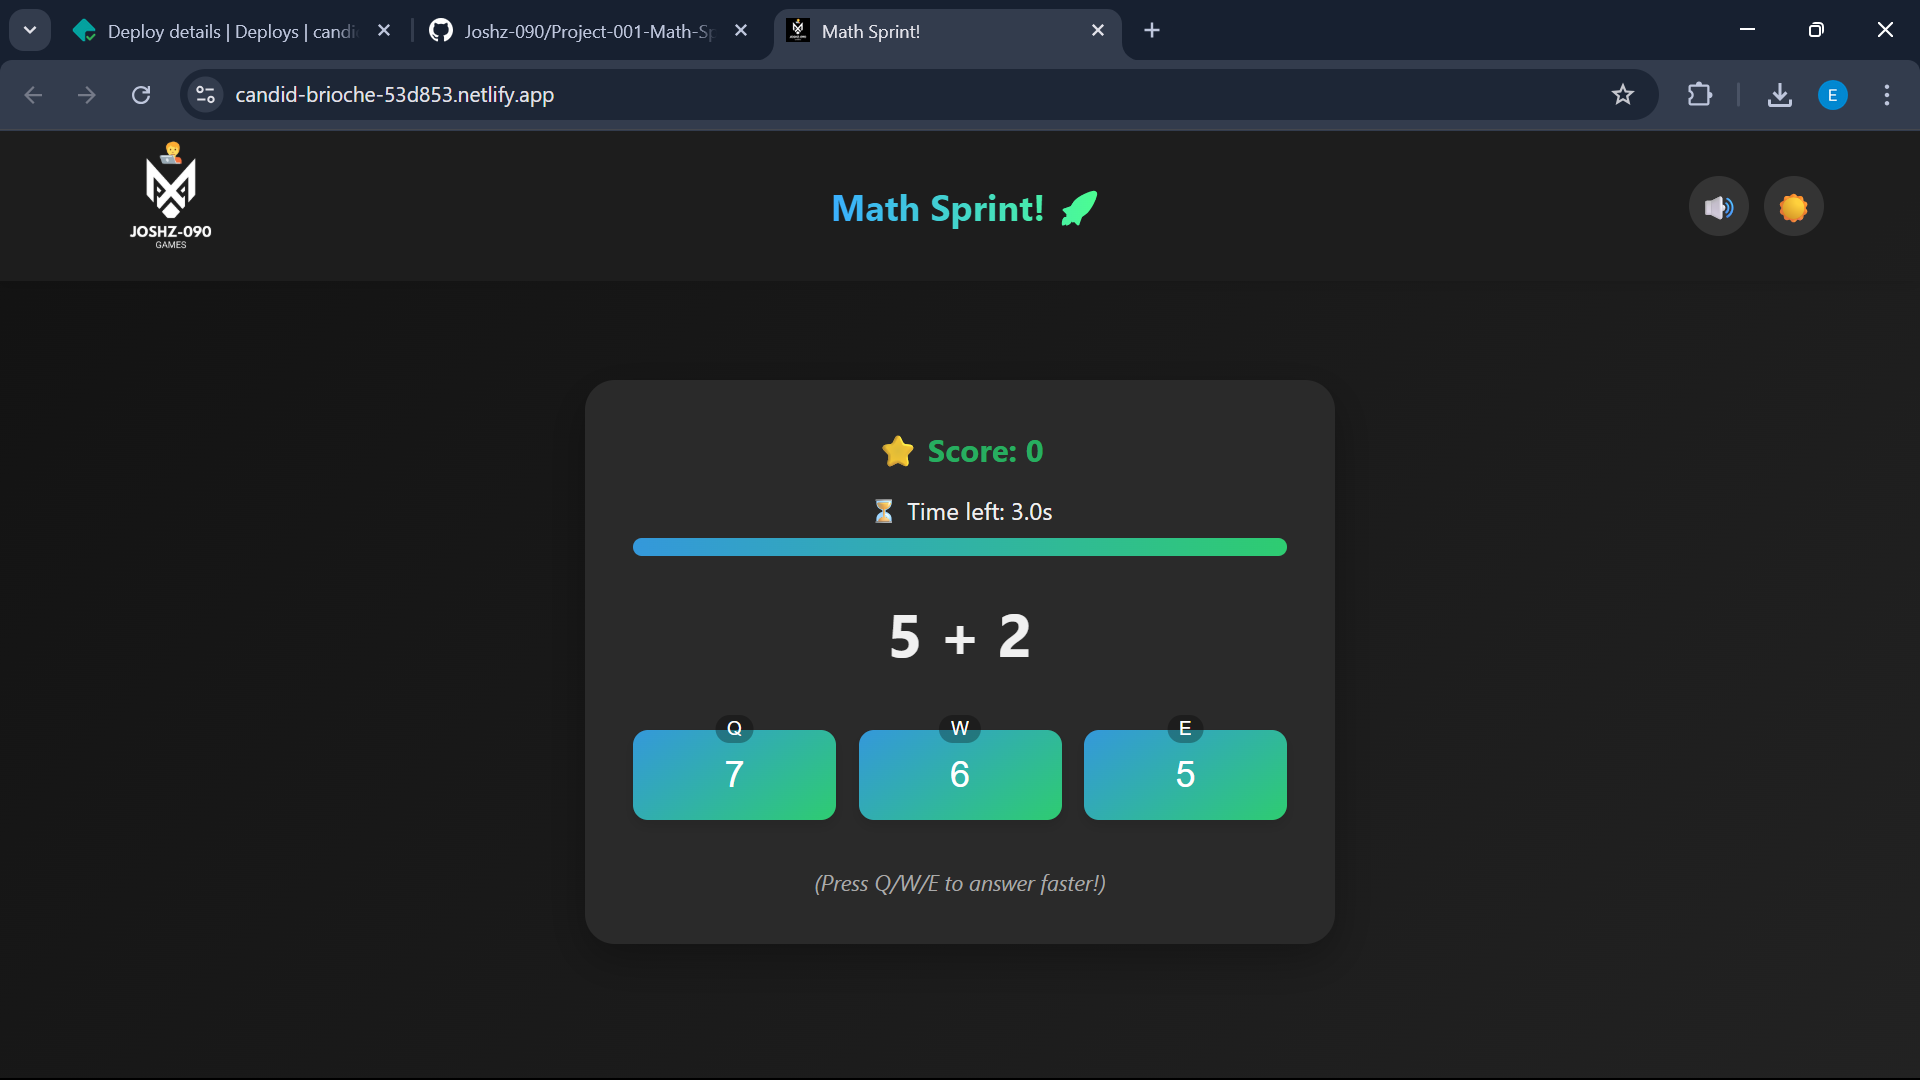 Deploy details | Deploys | candi
Joshz-090/Project-001-Math-Sp
Math Sprint!
candid-brioche-53d853.netlify.app
E
JOSHZ-090
GAMES
Math Sprint!
Score: 0
Time left: 3.0s
5 + 2
Q W E
7 6 5
(Press Q/W/E to answer faster!)